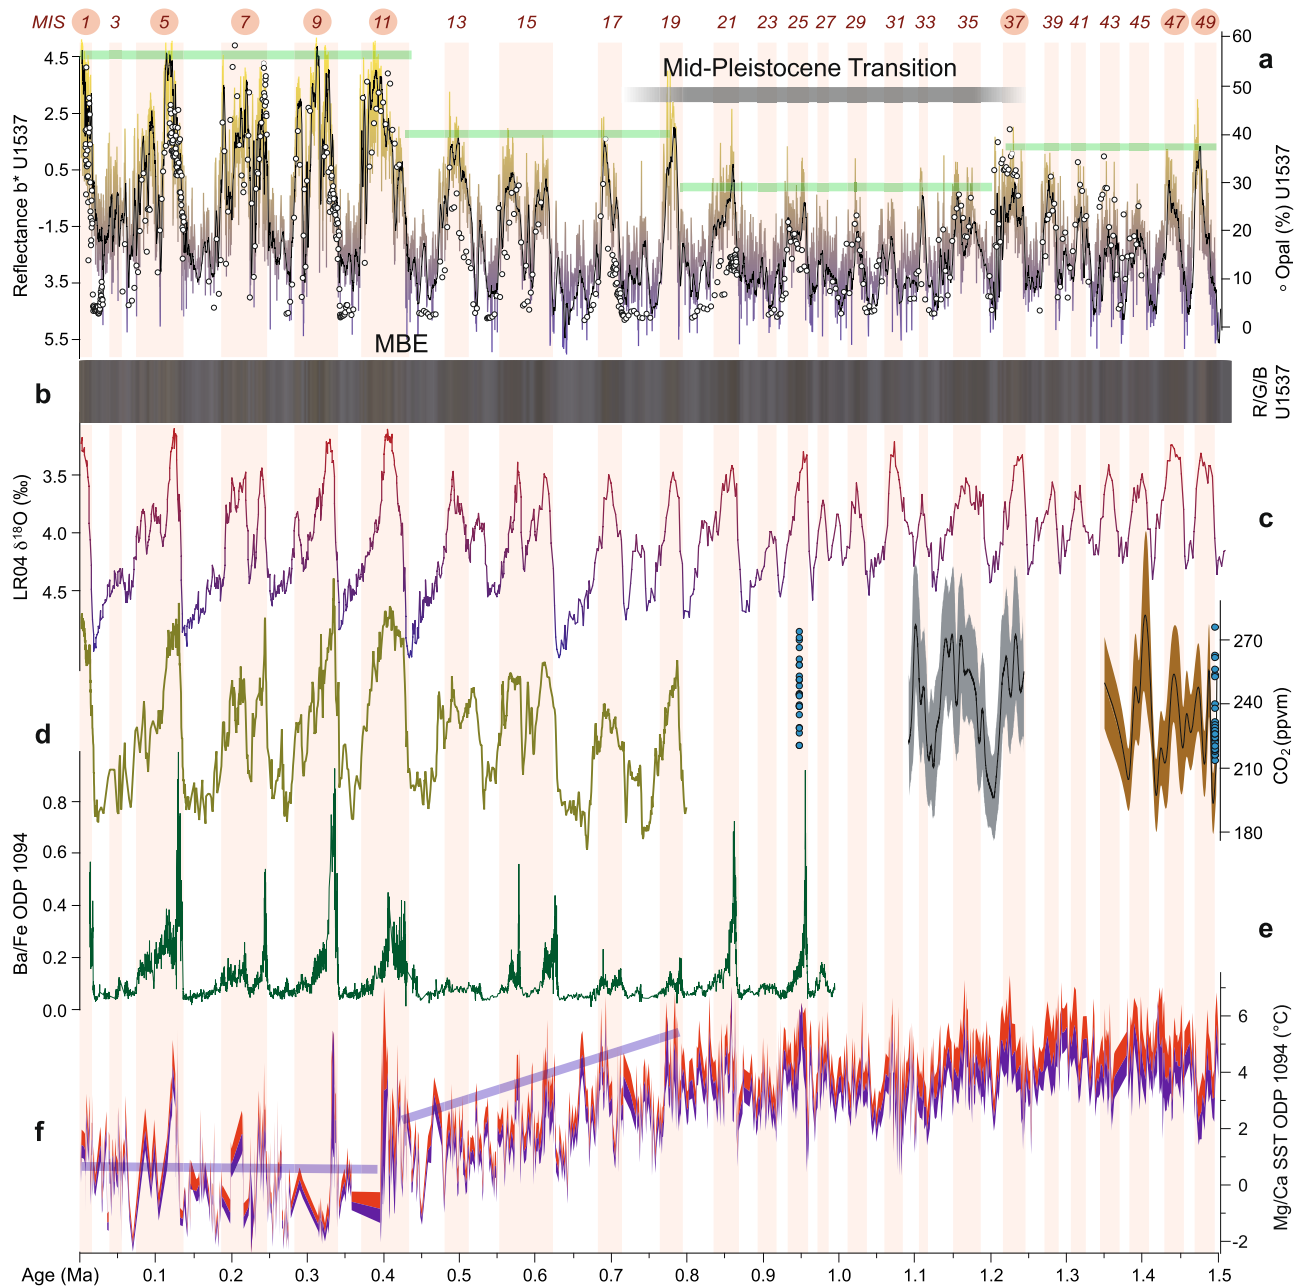 MIS 1 3 5 7 9 11 13 15 17 19 21 23 25 27 29 31 33 35 37 39 41 43 45 47 49
a
Mid-Pleistocene Transition
Reflectance b* U1537
4.5
2.5
0.5
-1.5
3.5
5.5
60
50
40
30
20
10
0
Opal (%) U1537
MBE
b
R/G/B
U1537
c
LR04 δ18O (‰)
3.5
4.0
4.5
d
270
240
210
180
CO2(ppvm)
Ba/Fe ODP 1094
0.8
0.6
0.4
0.2
0.0
e
f
6
4
2
0
-2
Mg/Ca SST ODP 1094 (°C)
Age (Ma) 0.1 0.2 0.3 0.4 0.5 0.6 0.7 0.8 0.9 1.0 1.1 1.2 1.3 1.4 1.5